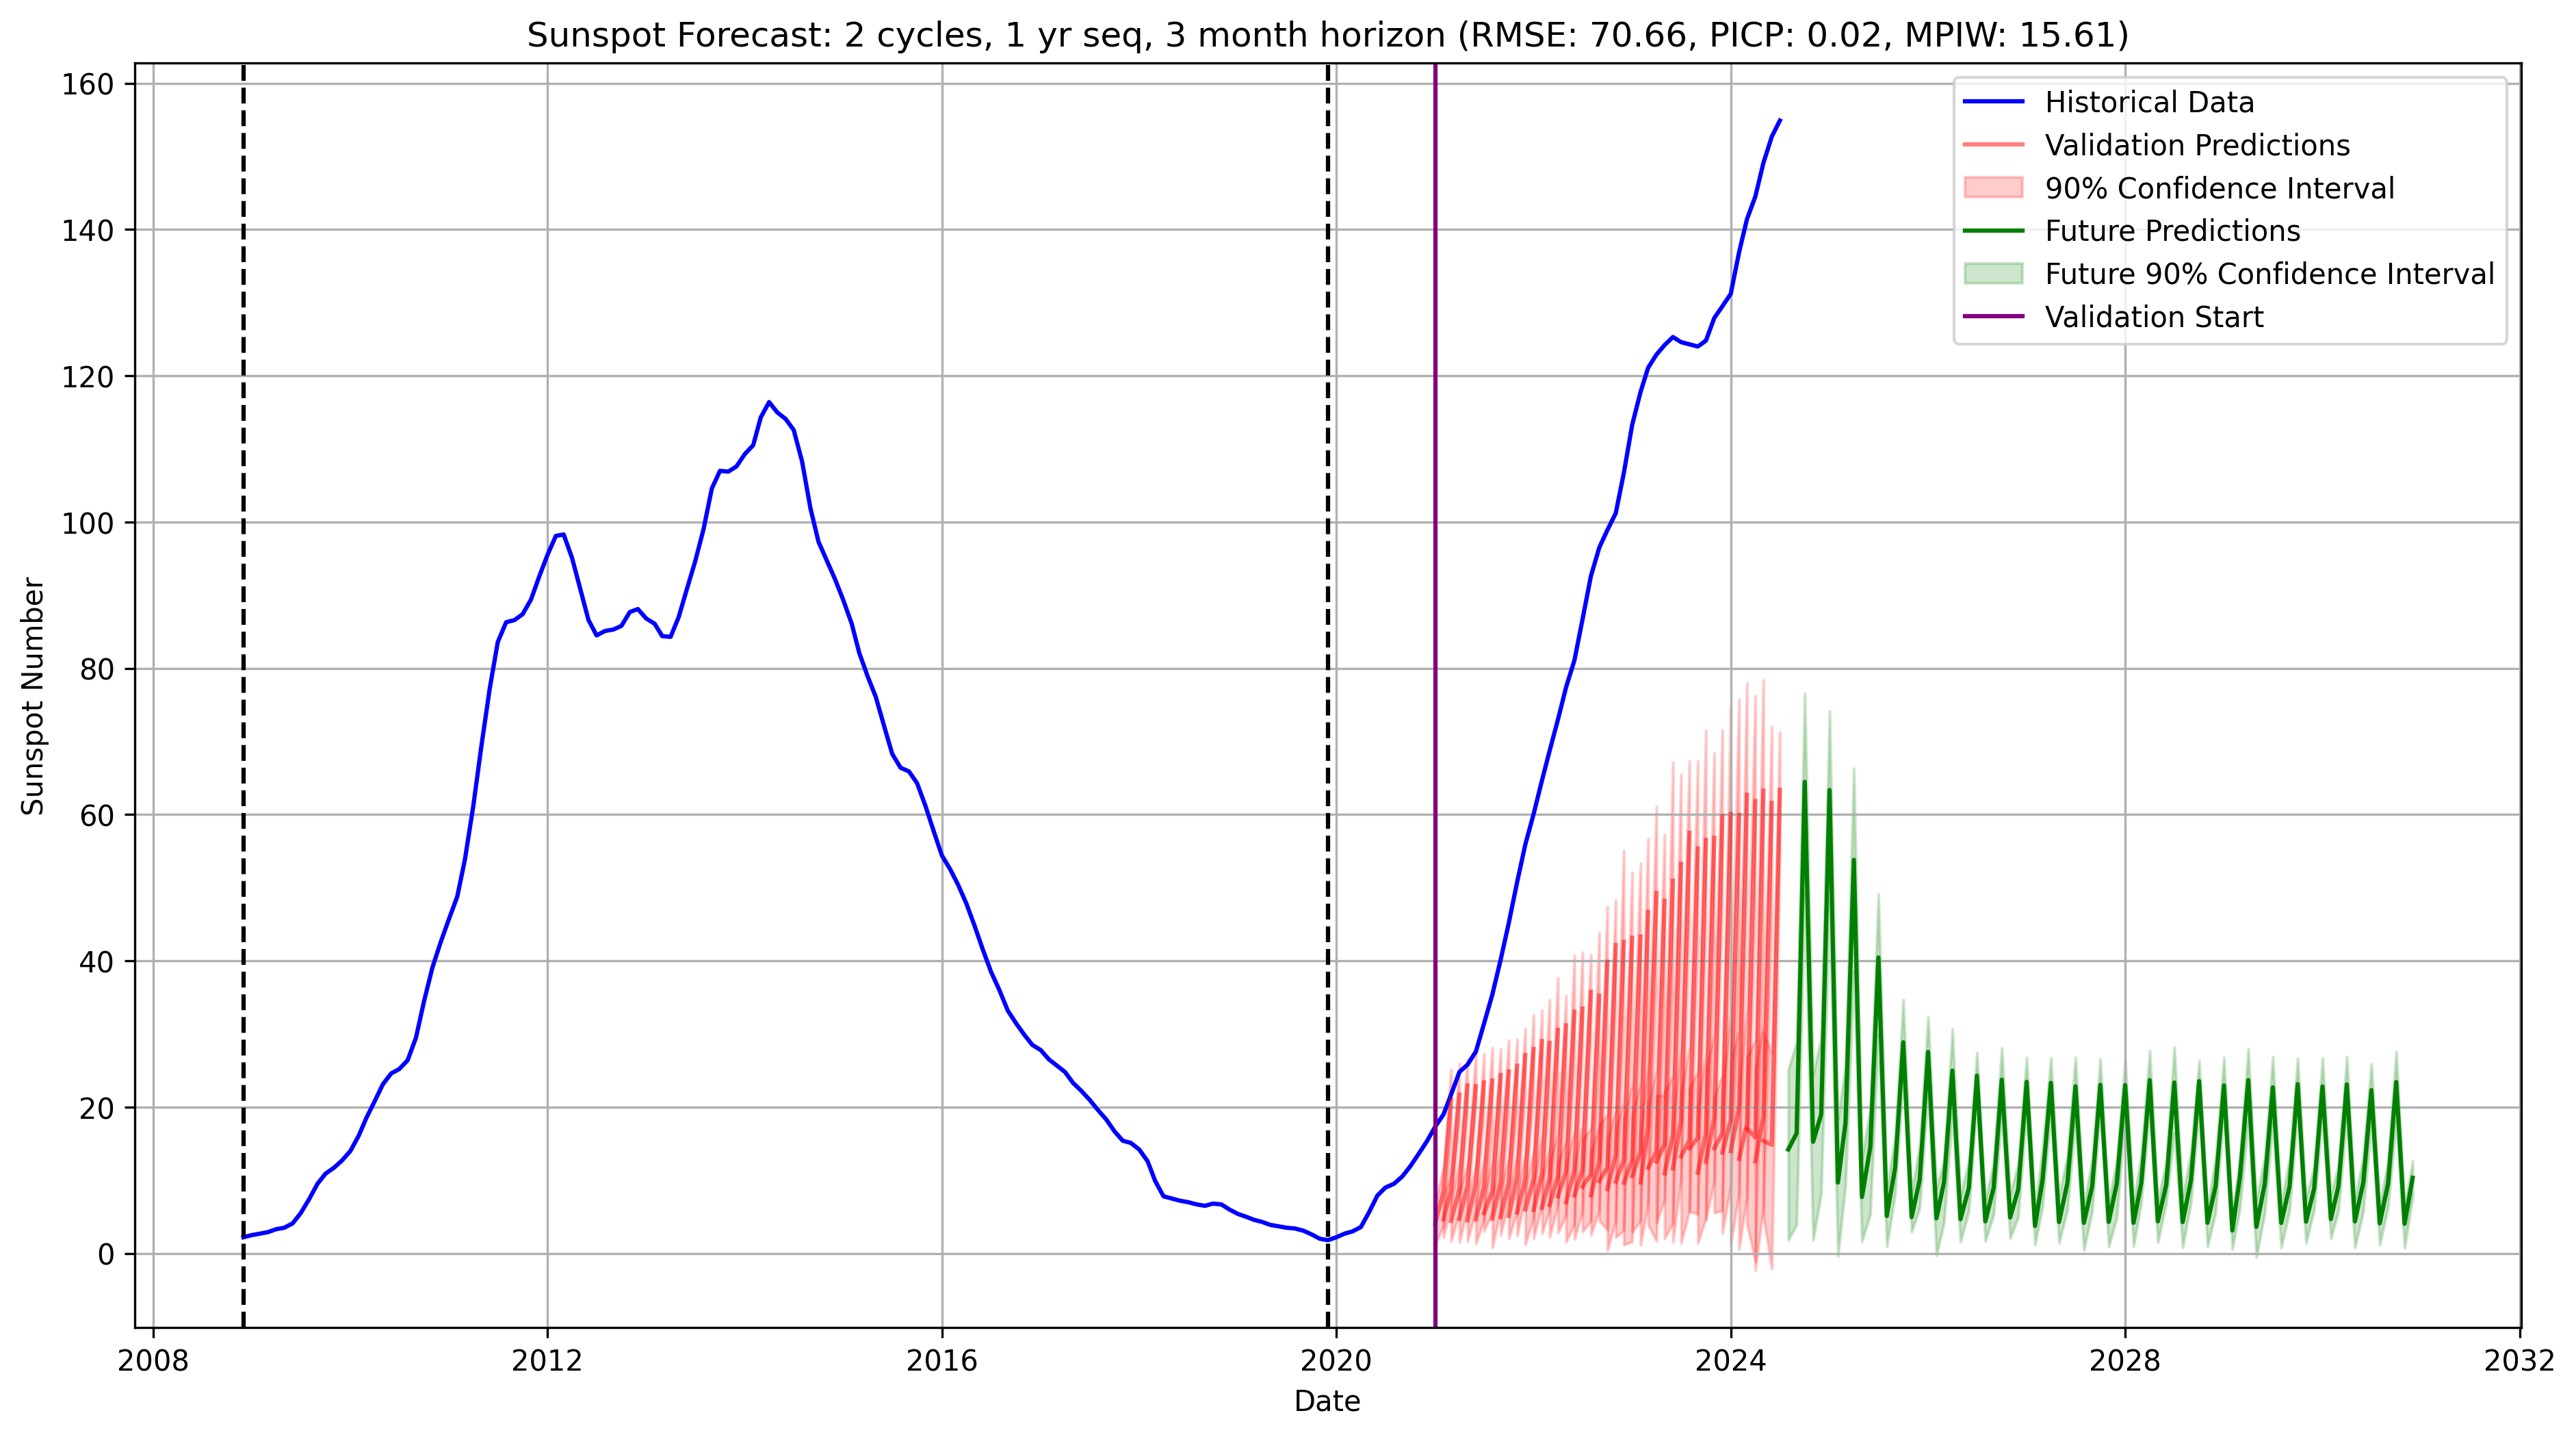 Sunspot Forecast: 2 cycles, 1 yr seq, 3 month horizon (RMSE: 70.66, PICP: 0.02, MPIW: 15.61)
160
140
120
100
80
60
40
20
0
Sunspot Number
Historical Data
Validation Predictions
90% Confidence Interval
Future Predictions
Future 90% Confidence Interval
Validation Start
2008 2012 2016 2020 2024 2028 2032
Date